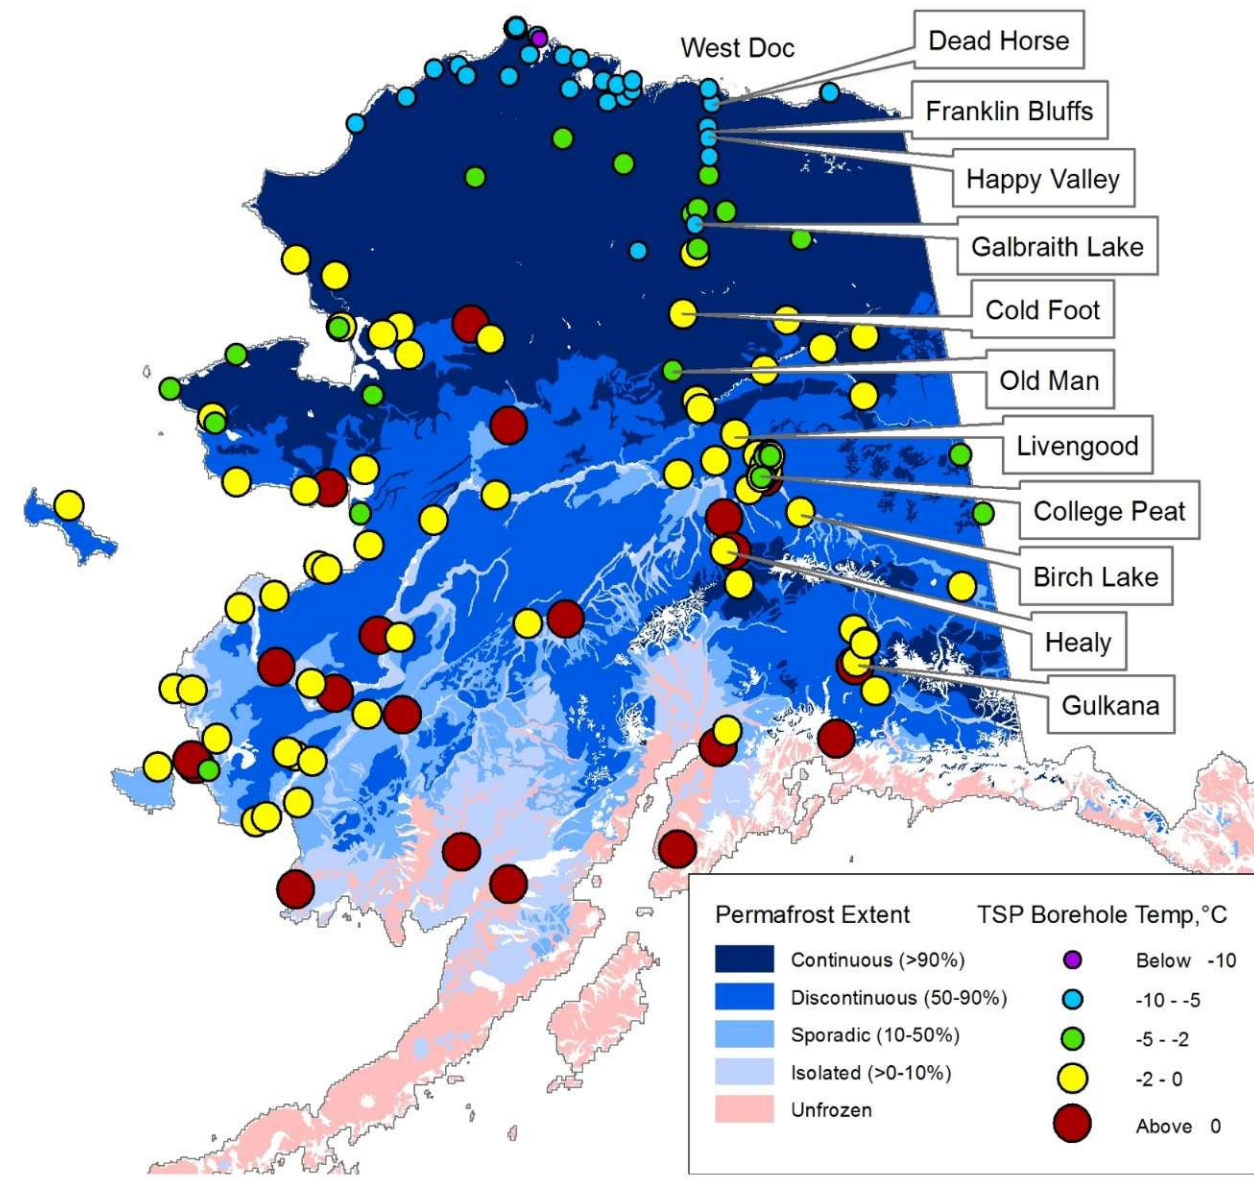 West Doc
Dead Horse
Franklin Bluffs
Happy Valley
Galbraith Lake
Cold Foot
Old Man
Livengood
College Peat
Birch Lake
Healy
Gulkana
Permafrost Extent
Continuous (>90%)
Discontinuous (50-90%)
Sporadic (10-50%)
Isolated (>0-10%)
Unfrozen
TSP Borehole Temp,°C
Below -10
-10 - -5
-5 - -2
-2 - 0
Above 0